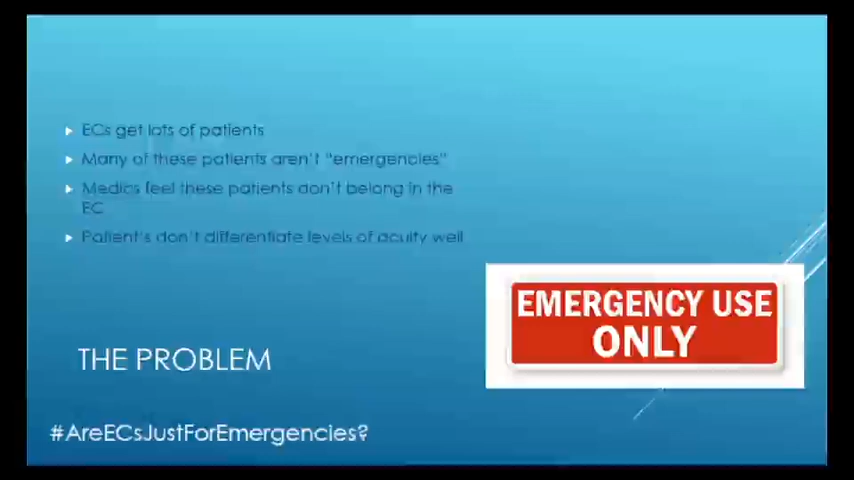 ECs get lots of patients
Many of these patients aren't "emergencies"
Medics feel these patients don't belong in the
EC
Patient's don't differentiate levels of acuity well
EMERGENCY USE
ONLY
THE PROBLEM
#AreECsJustForEmergencies?